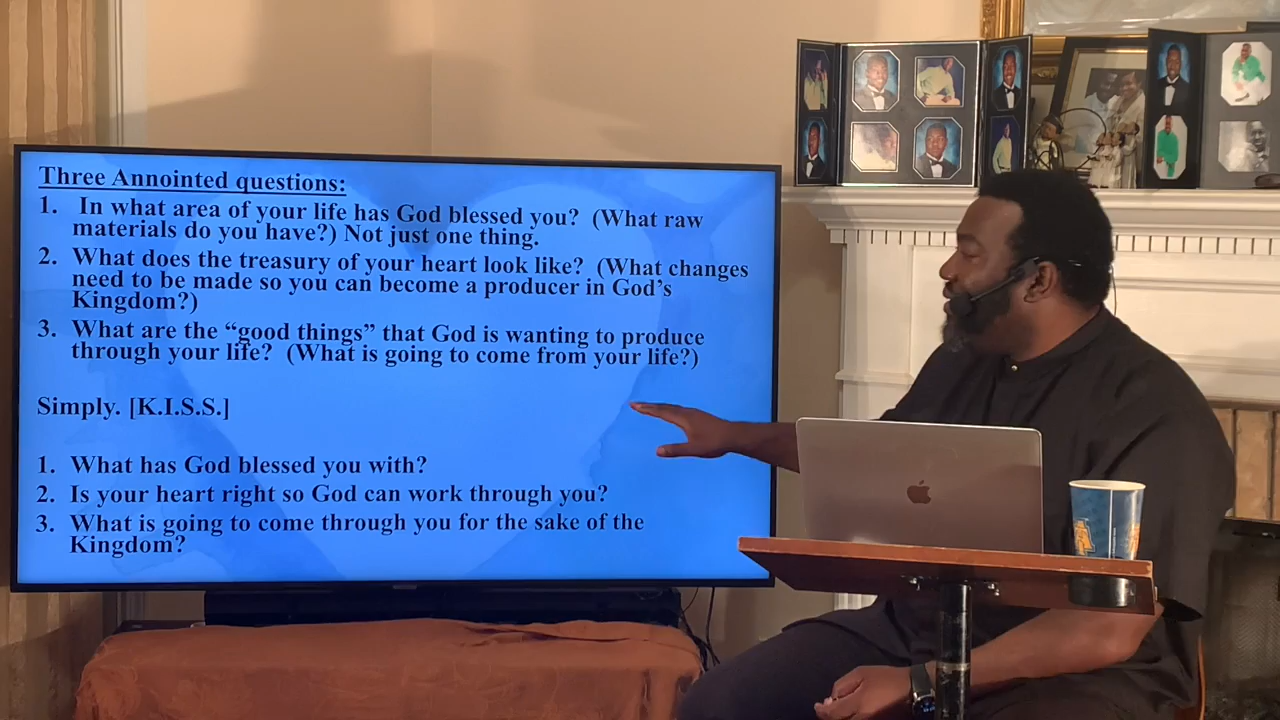 Three Annointed questions:
1. In what area of your life has God blessed you? (What raw
materials do you have?) Not just one thing.
2. What does the treasury of your heart look like? (What changes
need to be made so you can become a producer in God's
Kingdom?)
3. What are the “good things” that God is wanting to produce
through your life? (What is going to come from your life?)
Simply. [K.I.S.S.]
1. What has God blessed you with?
2. Is your heart right so God can work through you?
3. What is going to come through you for the sake of the
Kingdom?